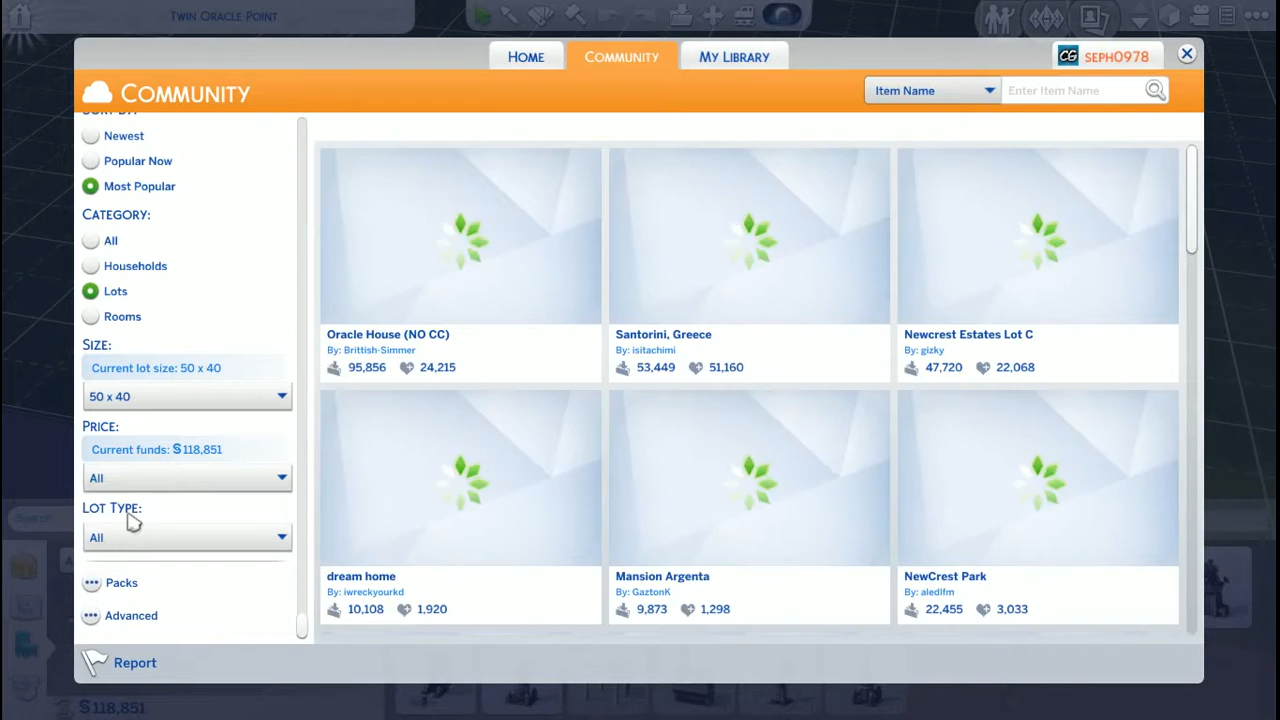 TWIN ORACLE POINT
HOME
COMMUNITY
MY LIBRARY
CG SEPH0978
COMMUNITY
Item Name
Enter Item Name
SORT BY:
Newest
Popular Now
Most Popular
CATEGORY:
All
Households
Lots
Rooms
SIZE:
Current lot size: 50 x 40
50 x 40
PRICE:
Current funds: §118,851
All
LOT TYPE:
All
Packs
Advanced
Oracle House (NO CC)
By: Brittish-Simmer
95,856 24,215
Santorini, Greece
By: isitachimi
53,449 51,160
Newcrest Estates Lot C
By: gizky
47,720 22,068
dream home
By: iwreckyourkd
10,108 1,920
Mansion Argenta
By: GaztonK
9,873 1,298
NewCrest Park
By: aledlfm
22,455 3,033
Report
Search
§118,851